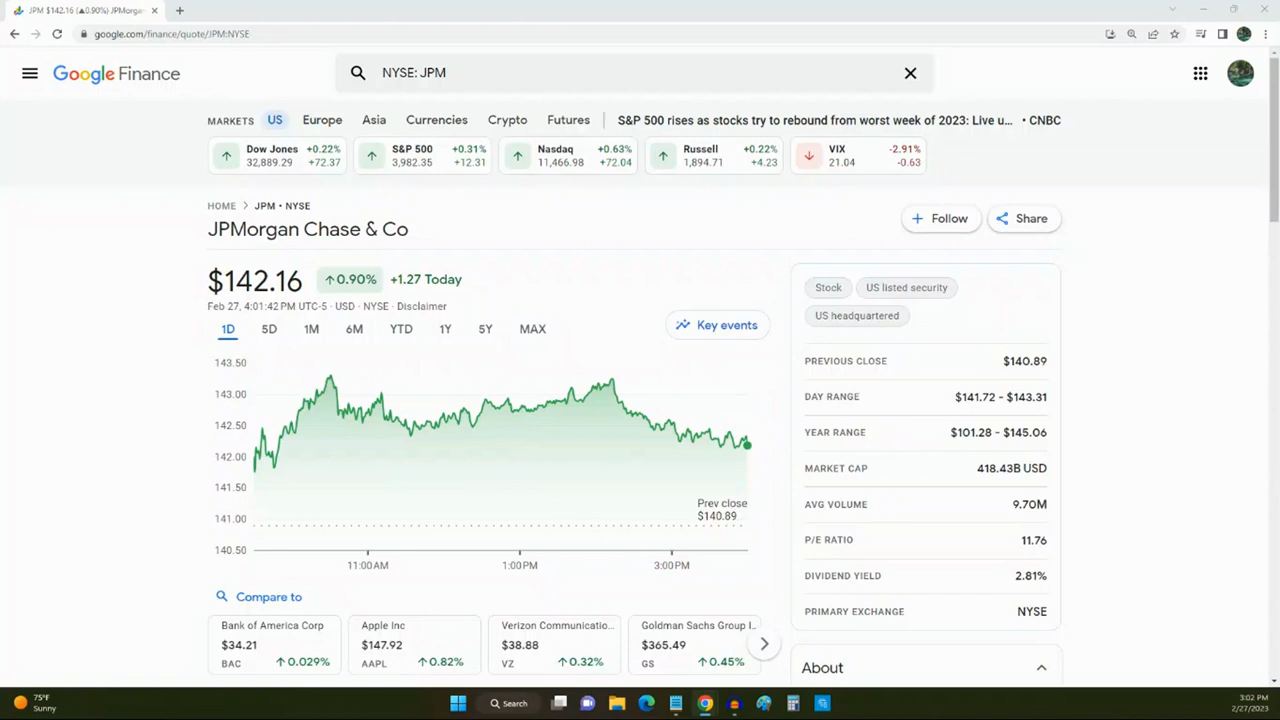 JPM $142.16 (▲0.90%) JPMorgan
google.com/finance/quote/JPM:NYSE
Google Finance
NYSE: JPM
MARKETS US Europe Asia Currencies Crypto Futures S&P 500 rises as stocks try to rebound from worst week of 2023: Live u... • CNBC
Dow Jones +0.22%
32,889.29 +72.37
S&P 500 +0.31%
3,982.35 +12.31
Nasdaq +0.63%
11,466.98 +72.04
Russell +0.22%
1,894.71 +4.23
VIX -2.91%
21.04 -0.63
HOME > JPM • NYSE
JPMorgan Chase & Co
+ Follow
Share
$142.16 ↑0.90% +1.27 Today
Feb 27, 4:01:42 PM UTC-5 · USD · NYSE · Disclaimer
1D 5D 1M 6M YTD 1Y 5Y MAX
Key events
143.50
143.00
142.50
142.00
141.50
141.00
140.50
Prev close
$140.89
11:00 AM 1:00 PM 3:00 PM
Compare to
Bank of America Corp
$34.21
BAC ↑0.029%
Apple Inc
$147.92
AAPL ↑0.82%
Verizon Communicatio...
$38.88
VZ ↑0.32%
Goldman Sachs Group I...
$365.49
GS ↑0.45%
Stock
US listed security
US headquartered
PREVIOUS CLOSE $140.89
DAY RANGE $141.72 - $143.31
YEAR RANGE $101.28 - $145.06
MARKET CAP 418.43B USD
AVG VOLUME 9.70M
P/E RATIO 11.76
DIVIDEND YIELD 2.81%
PRIMARY EXCHANGE NYSE
About
75°F
Sunny
Search
3:02 PM
2/27/2023